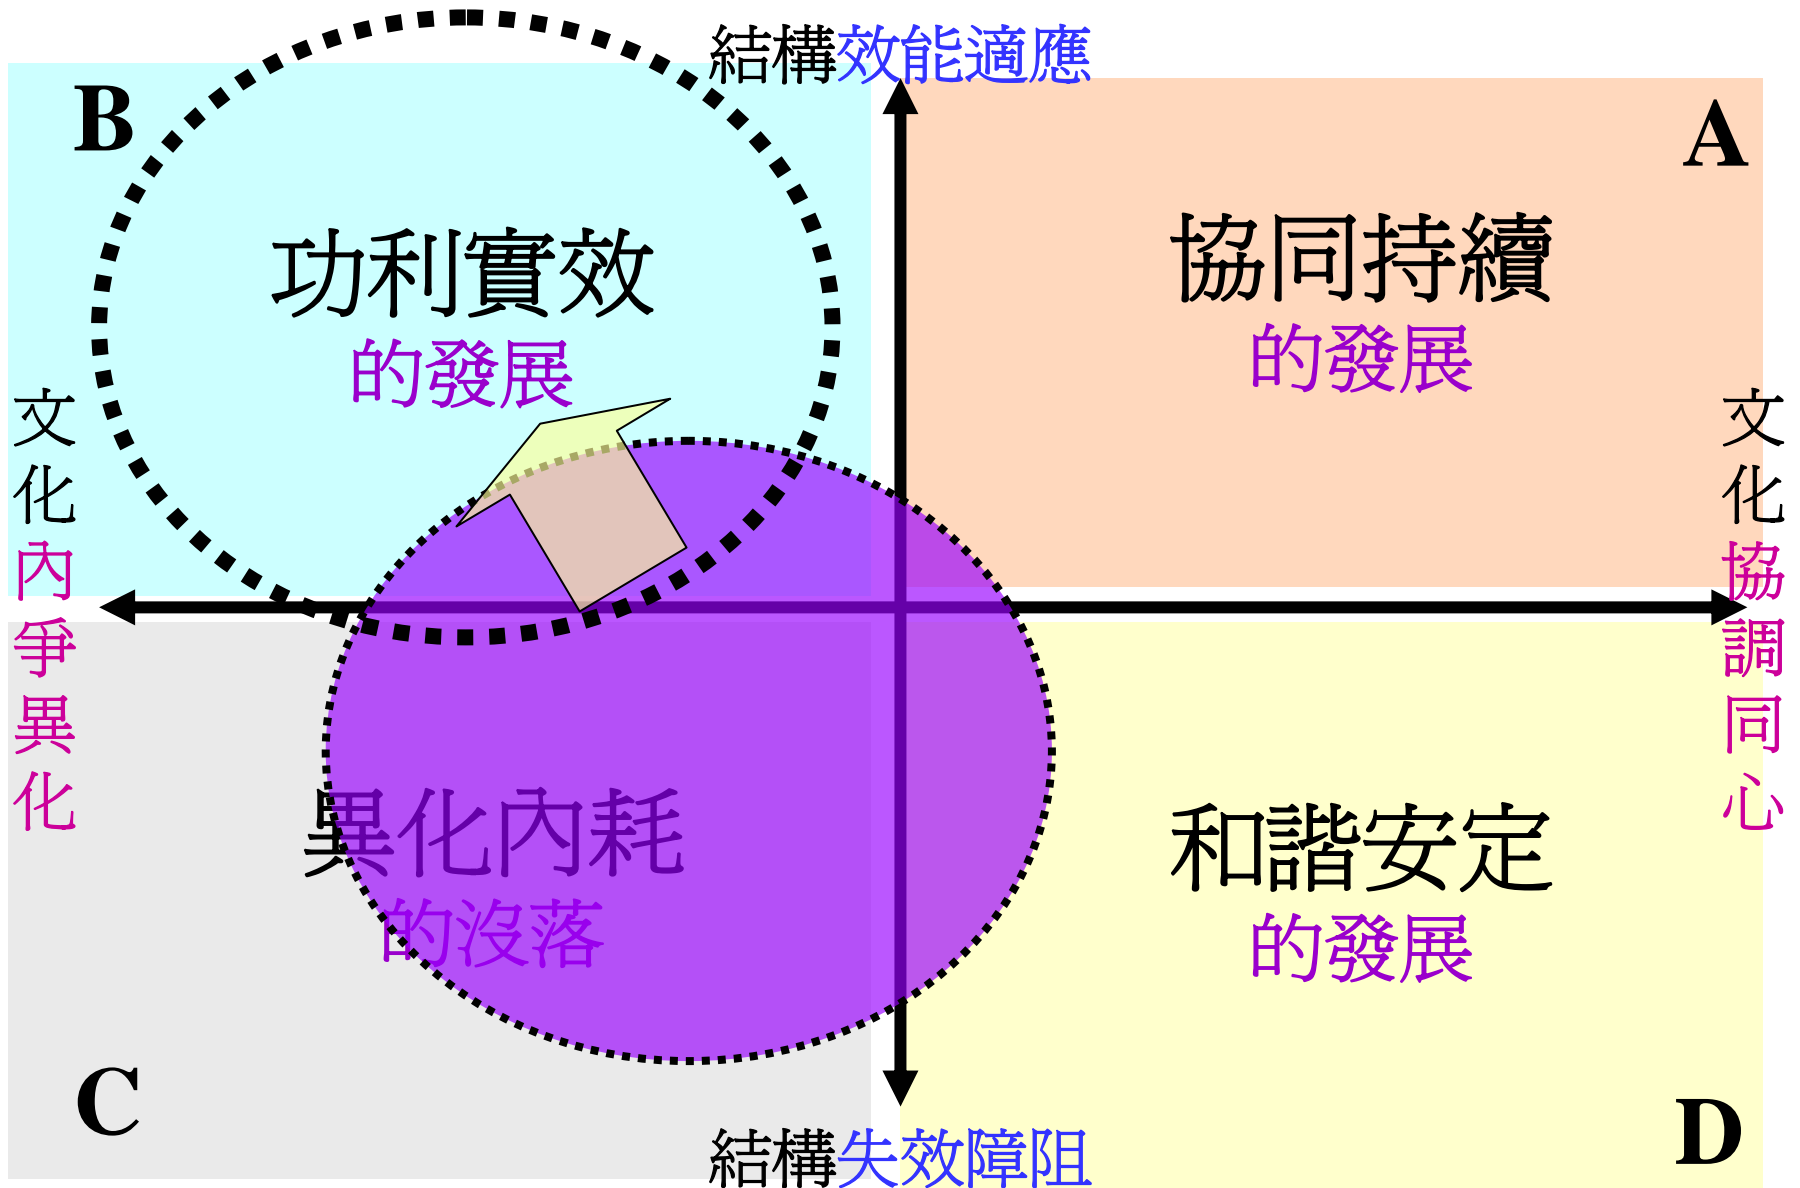 結構效能適應
B
A
功利實效
的發展
協同持續
的發展
文化內爭異化
文化協調同心
異化內耗
的沒落
和諧安定
的發展
C
D
結構失效障阻